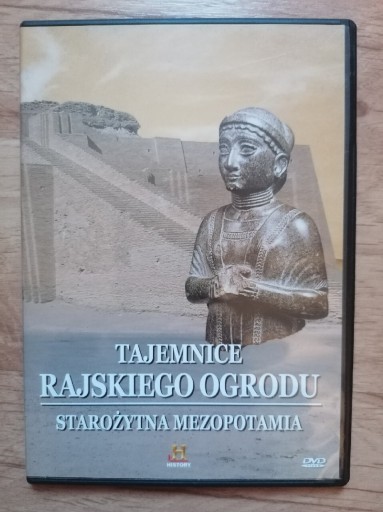 TAJEMNICE
RAJSKIEGO OGRODU
STAROŻYTNA MEZOPOTAMIA
H
HISTORY
DVD